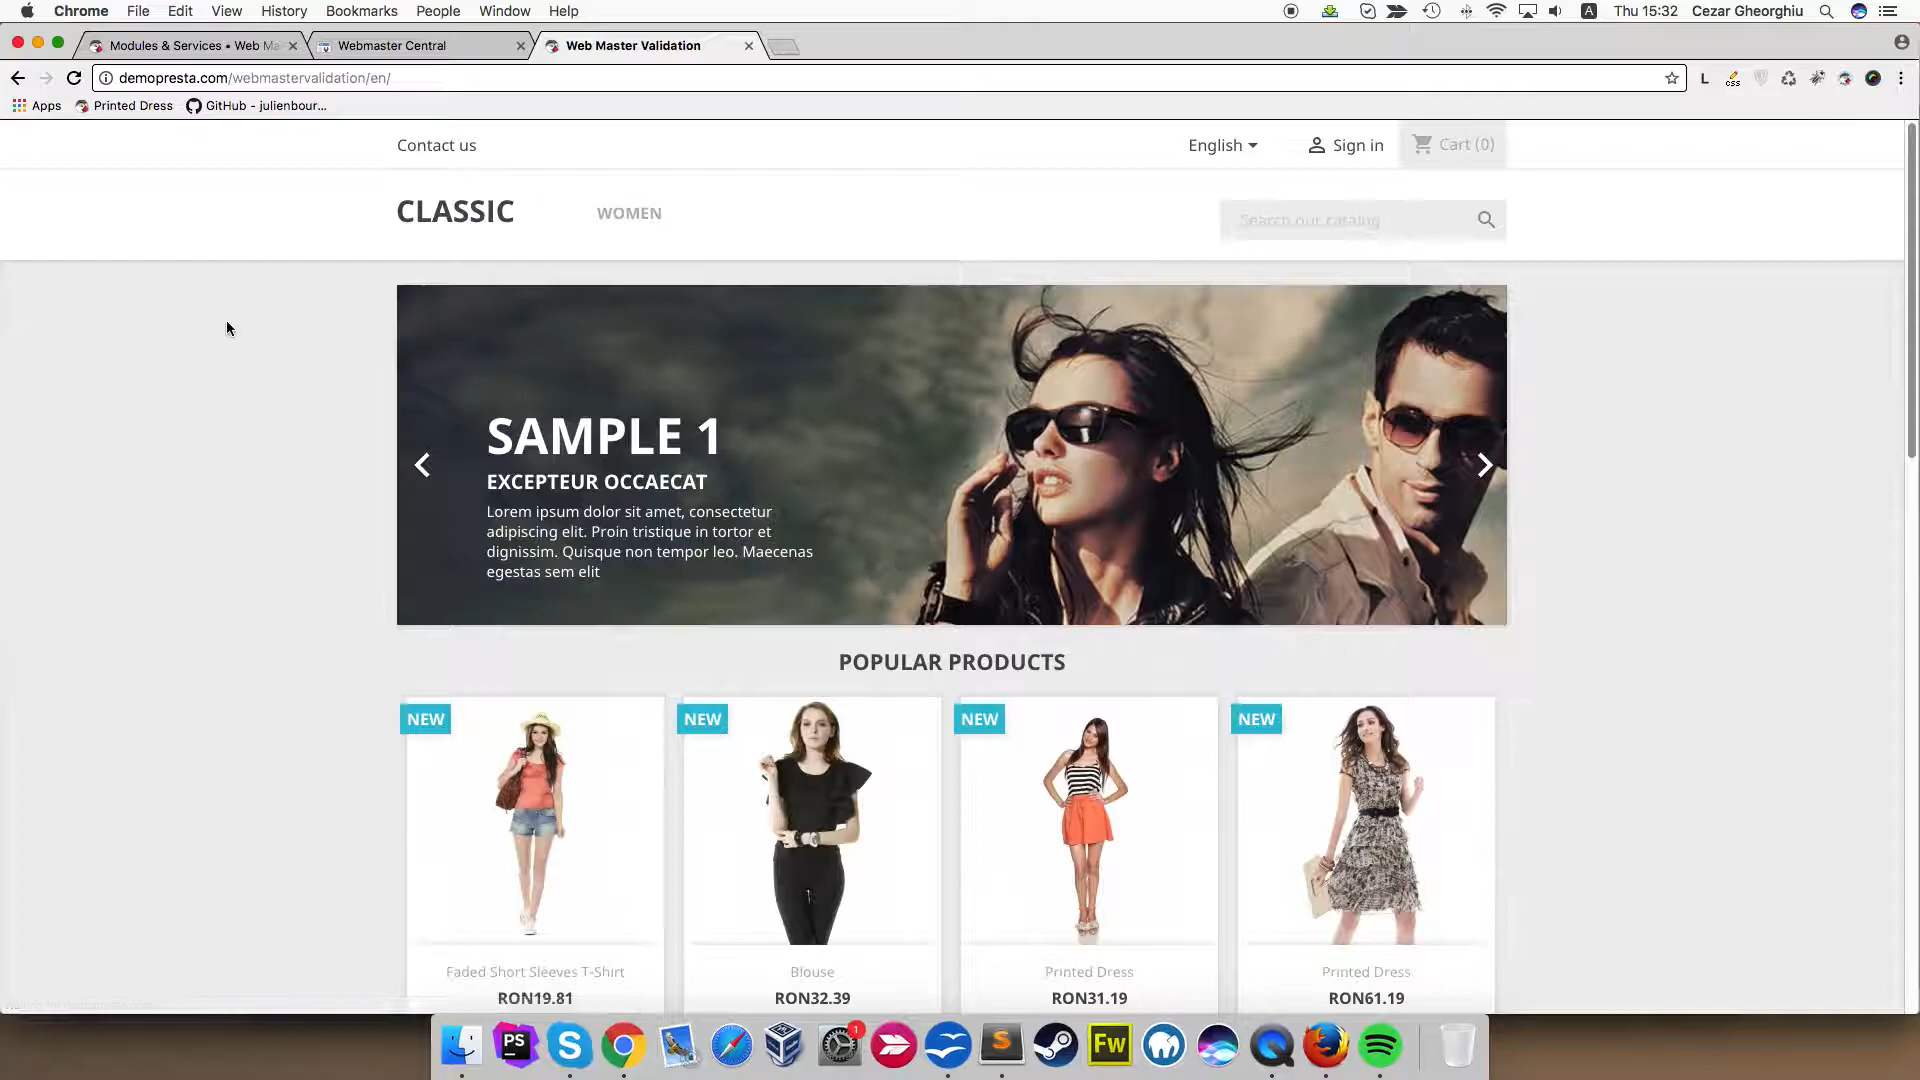 Chrome File Edit View History Bookmarks People Window Help
A Thu 15:32 Cezar Gheorghiu
Modules & Services • Web Ma
Webmaster Central
Web Master Validation
demopresta.com/webmastervalidation/en/
L css
Apps Printed Dress GitHub - julienbour...
Contact us
English Sign in Cart (0)
CLASSIC
WOMEN
Search our catalog
SAMPLE 1
EXCEPTEUR OCCAECAT
Lorem ipsum dolor sit amet, consectetur
adipiscing elit. Proin tristique in tortor et
dignissim. Quisque non tempor leo. Maecenas
egestas sem elit
POPULAR PRODUCTS
NEW NEW NEW NEW
Faded Short Sleeves T-Shirt Blouse Printed Dress Printed Dress
RON19.81 RON32.39 RON31.19 RON61.19
PS S 1 S Fw